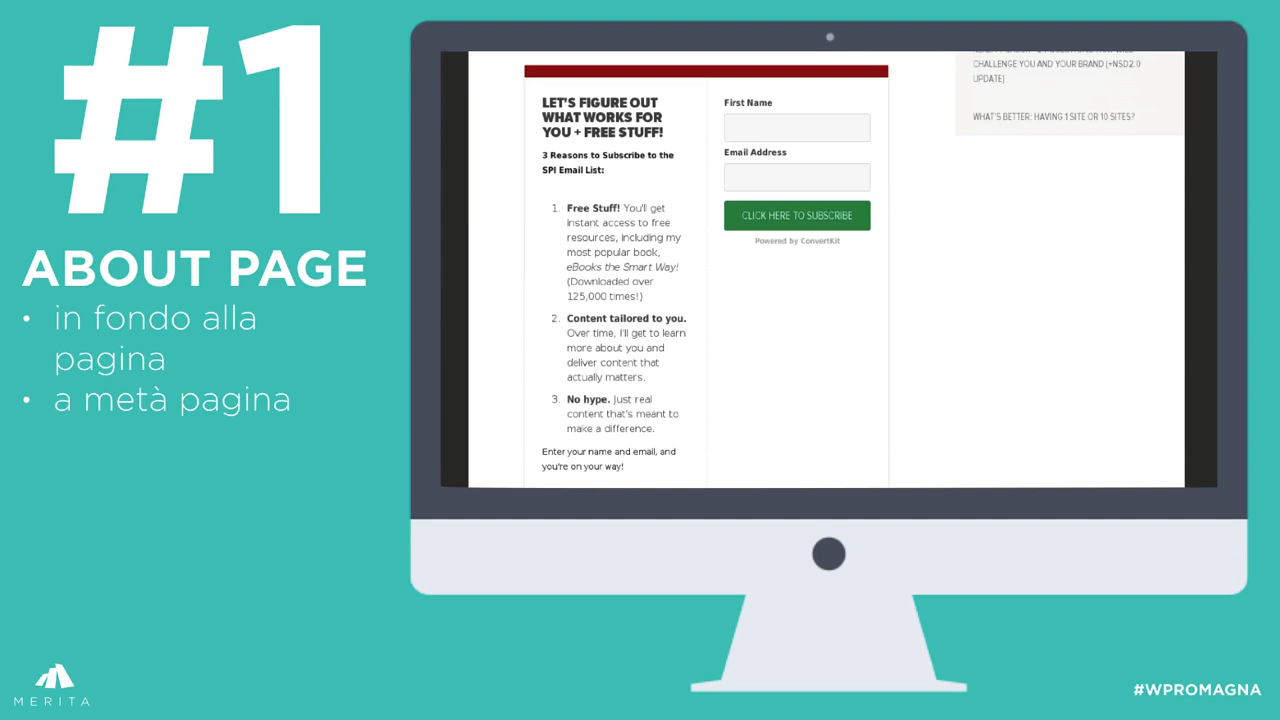 #1
ABOUT PAGE
• in fondo alla
pagina
• a metà pagina
LET'S FIGURE OUT
WHAT WORKS FOR
YOU + FREE STUFF!
3 Reasons to Subscribe to the
SPI Email List:
1. Free Stuff! You'll get
instant access to free
resources, including my
most popular book,
eBooks the Smart Way!
(Downloaded over
125,000 times!)
2. Content tailored to you.
Over time, I'll get to learn
more about you and
deliver content that
actually matters.
3. No hype. Just real
content that's meant to
make a difference.
Enter your name and email, and
you're on your way!
First Name
Email Address
CLICK HERE TO SUBSCRIBE
Powered by ConvertKit
CHALLENGE YOU AND YOUR BRAND (+NSD2.0
UPDATE)
WHAT'S BETTER: HAVING 1 SITE OR 10 SITES?
MERITA
#WPROMAGNA